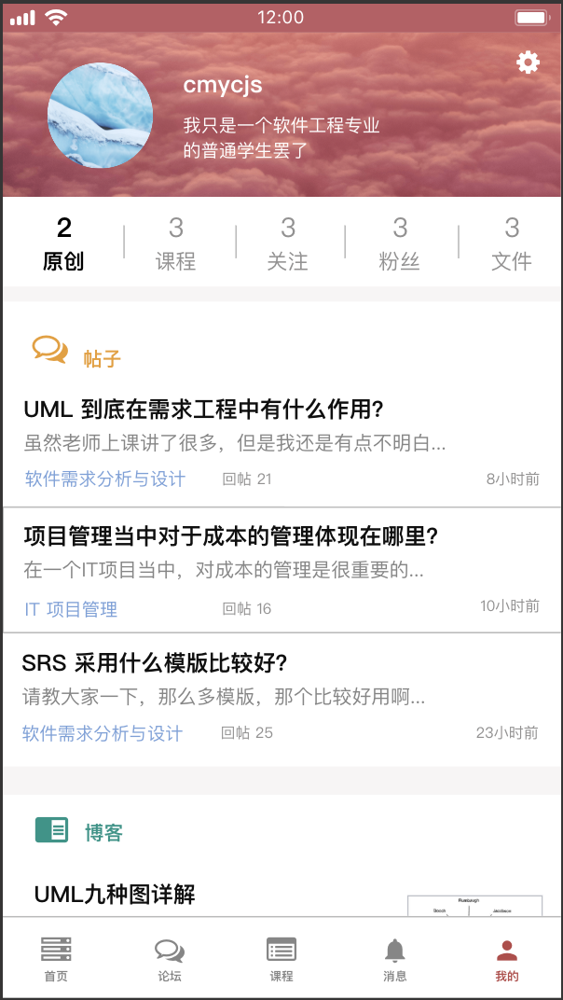 12:00
cmycjs
我只是一个软件工程专业
的普通学生罢了
2 3 3 3 3
原创 课程 关注 粉丝 文件
帖子
UML 到底在需求工程中有什么作用?
虽然老师上课讲了很多，但是我还是有点不明白...
软件需求分析与设计 回帖 21 8小时前
项目管理当中对于成本的管理体现在哪里?
在一个IT项目当中，对成本的管理是很重要的...
IT 项目管理 回帖 16 10小时前
SRS 采用什么模版比较好?
请教大家一下，那么多模版，那个比较好用啊...
软件需求分析与设计 回帖 25 23小时前
博客
UML九种图详解
Booch
首页 论坛 课程 消息 我的